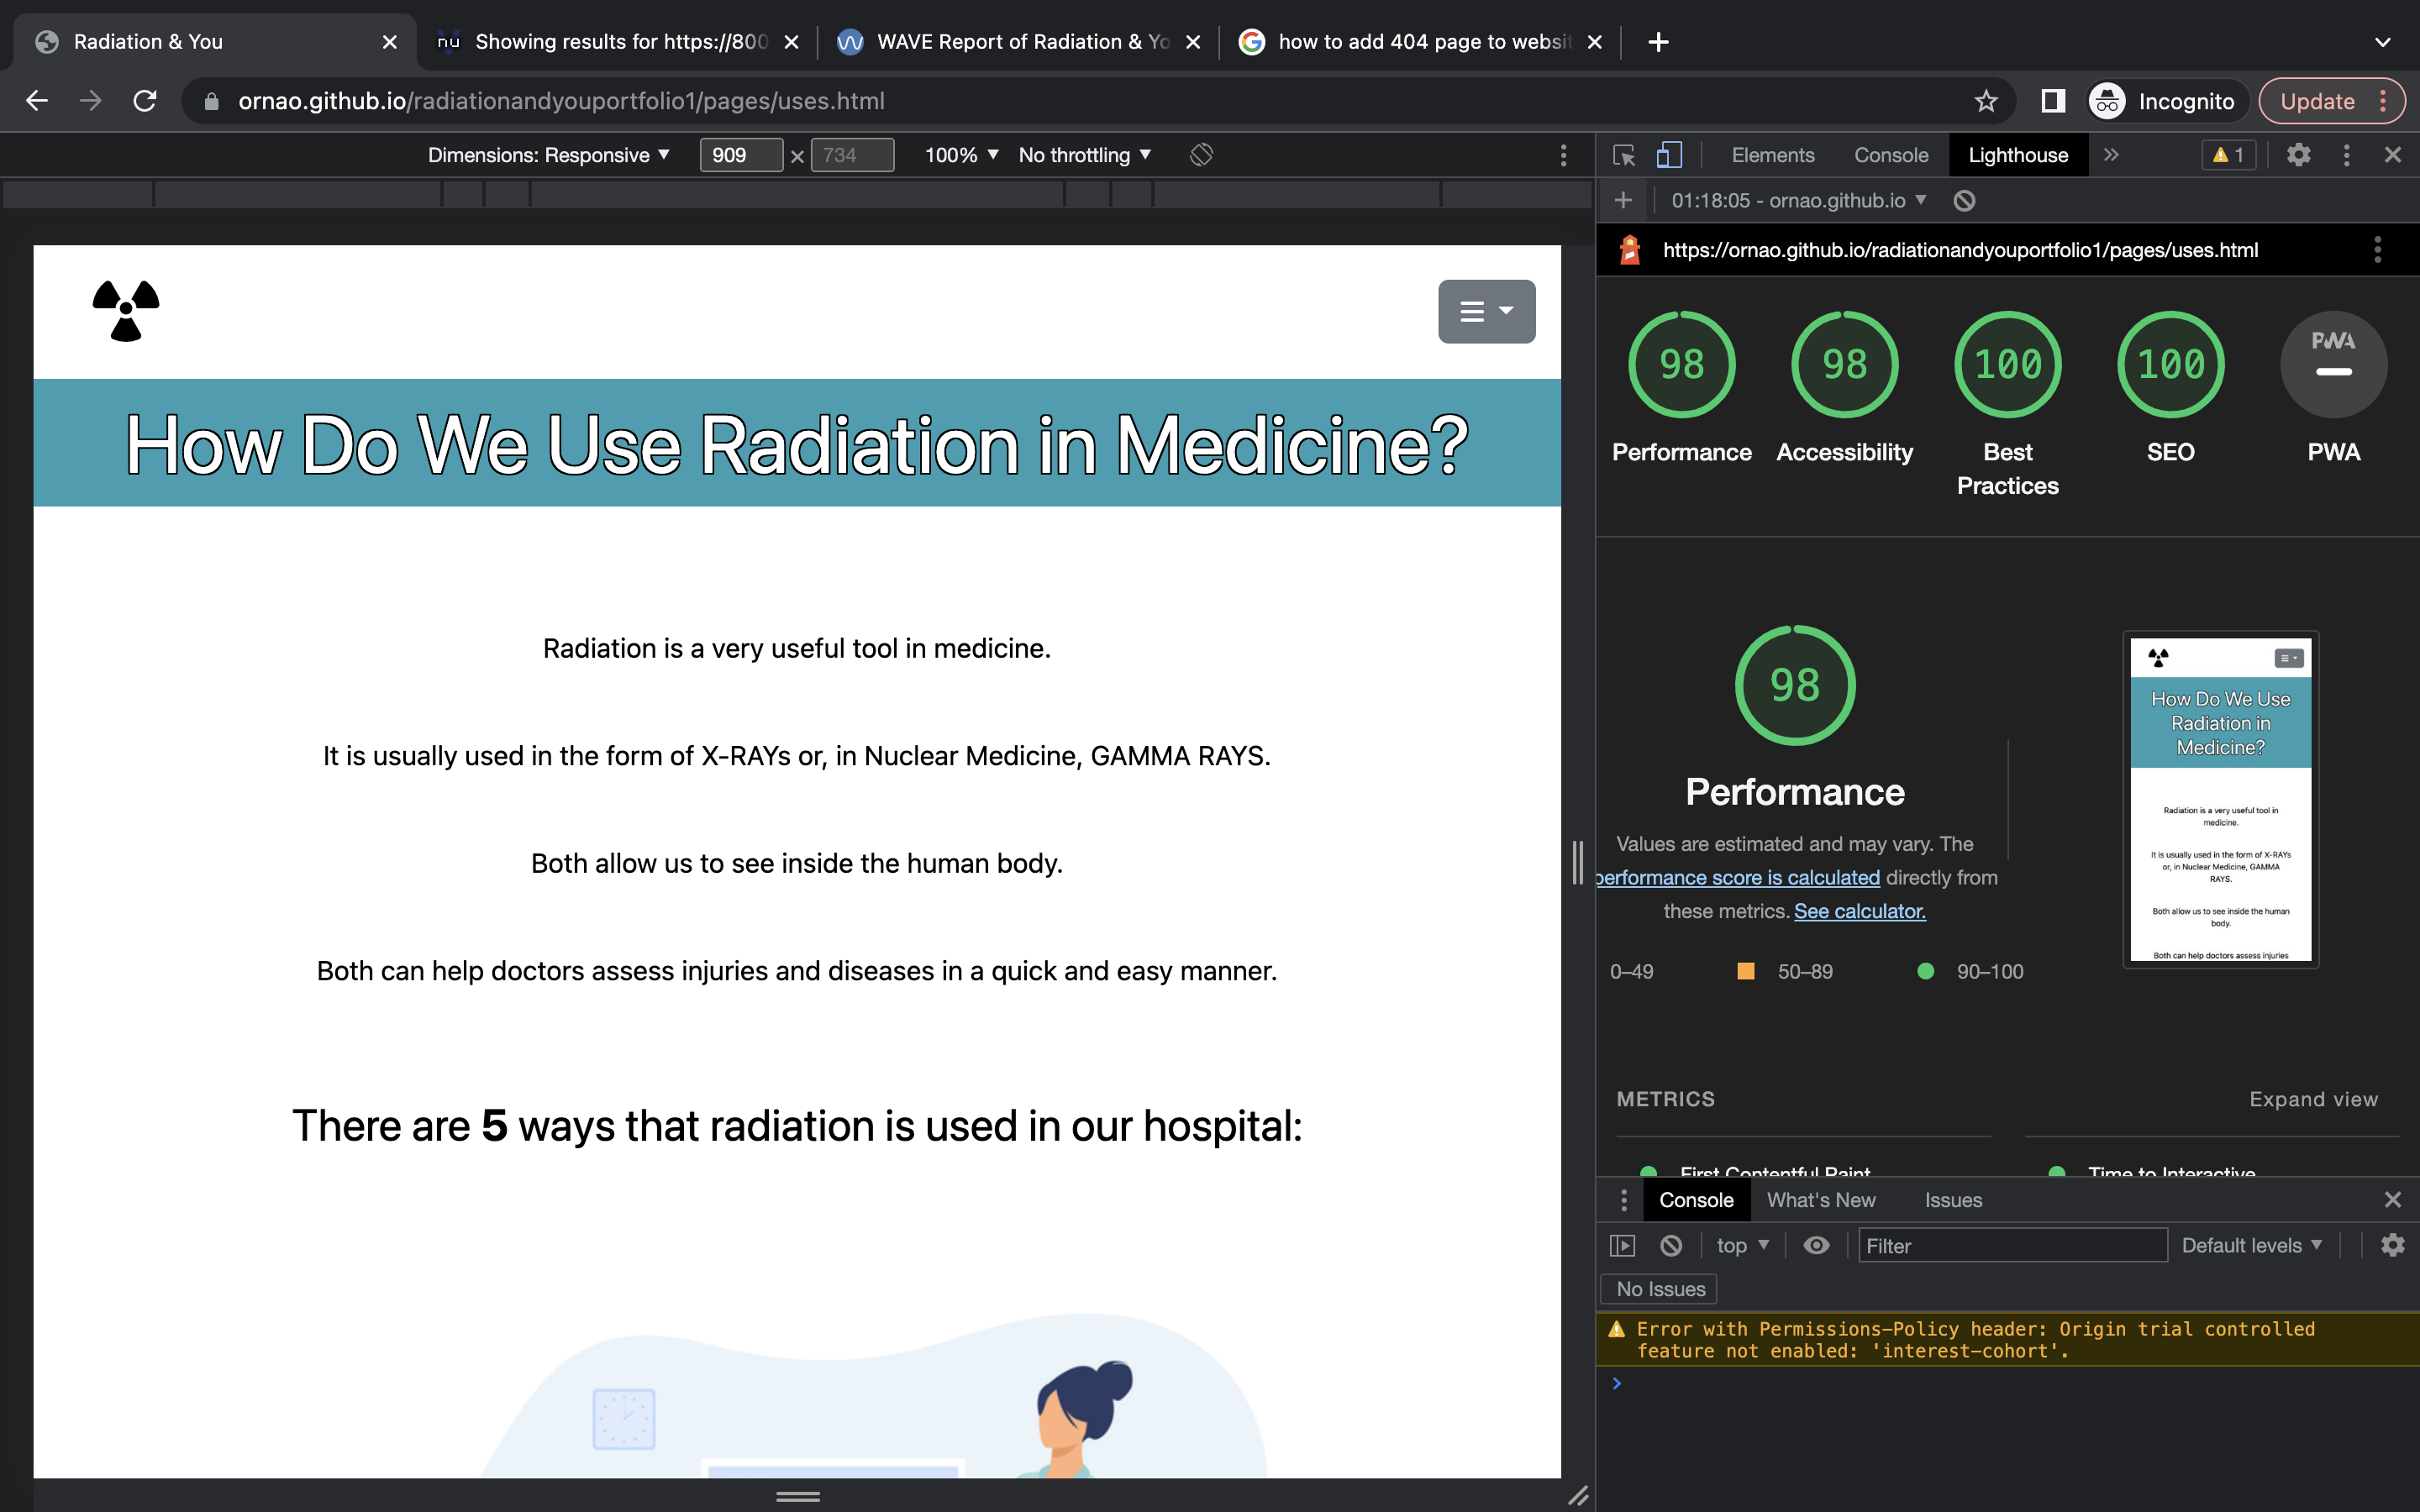 Radiation & You
nu Showing results for https://800
WAVE Report of Radiation & Yo
how to add 404 page to websit
ornao.github.io/radiationandyouportfolio1/pages/uses.html
Incognito
Update
Dimensions: Responsive 909 × 734 100% No throttling
Elements Console Lighthouse 1
01:18:05 - ornao.github.io
https://ornao.github.io/radiationandyouportfolio1/pages/uses.html
How Do We Use Radiation in Medicine?
Radiation is a very useful tool in medicine.
It is usually used in the form of X-RAYs or, in Nuclear Medicine, GAMMA RAYS.
Both allow us to see inside the human body.
Both can help doctors assess injuries and diseases in a quick and easy manner.
There are 5 ways that radiation is used in our hospital:
98 98 100 100 PWA
Performance Accessibility Best Practices SEO PWA
98
Performance
Values are estimated and may vary. The
performance score is calculated directly from
these metrics. See calculator.
0–49 50–89 90–100
How Do We Use
Radiation in
Medicine?
Radiation is a very useful tool in
medicine.
It is usually used in the form of X-RAYs
or, in Nuclear Medicine, GAMMA
RAYS.
Both allow us to see inside the human
body.
Both can help doctors assess injuries
METRICS Expand view
First Contentful Paint Time to Interactive
Console What's New Issues
top Filter Default levels
No Issues
Error with Permissions-Policy header: Origin trial controlled
feature not enabled: 'interest-cohort'.